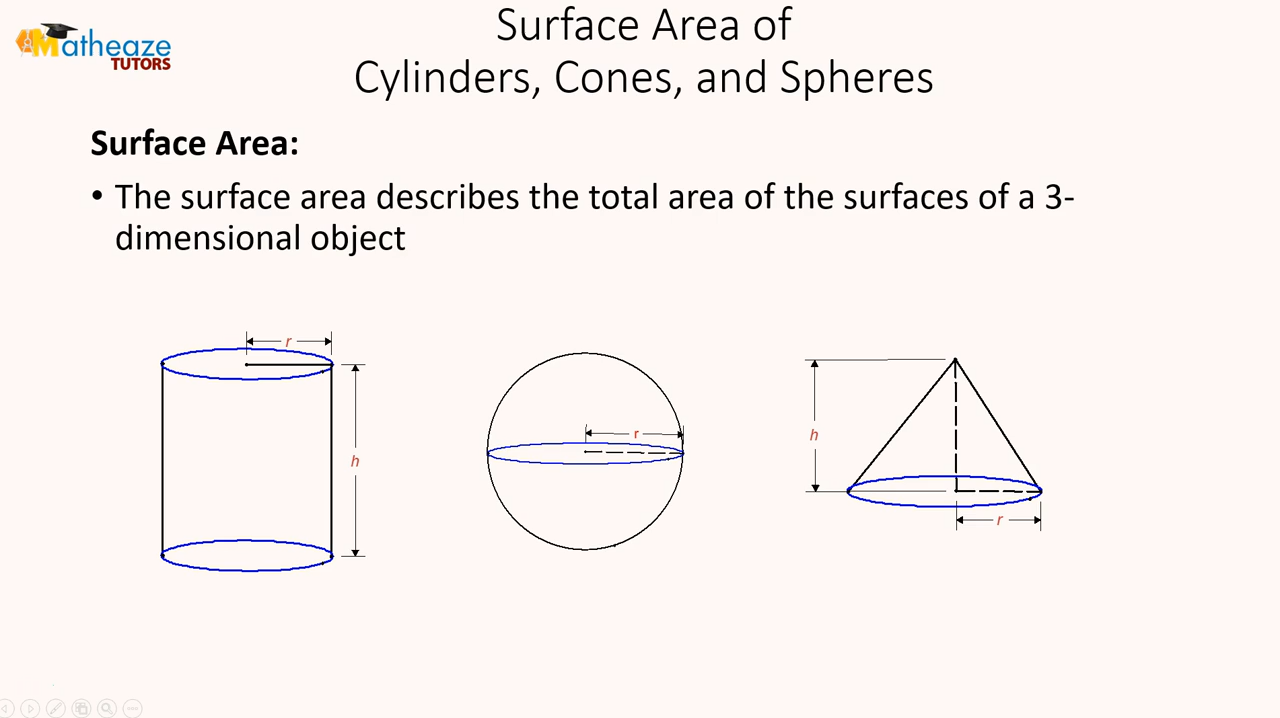 Matheaze
TUTORS
Surface Area of
Cylinders, Cones, and Spheres
Surface Area:
• The surface area describes the total area of the surfaces of a 3-
dimensional object
r
h
r
h
r